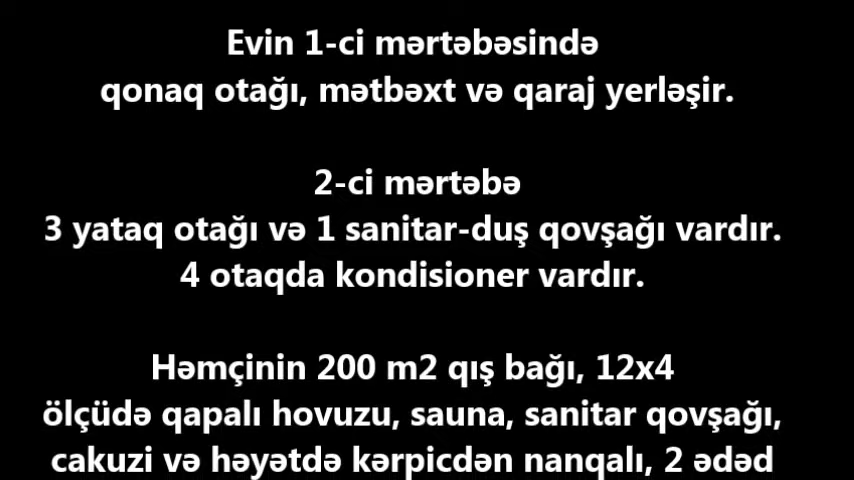 Evin 1-ci mərtəbəsində
qonaq otağı, mətbəxt və qaraj yerləşir.
2-ci mərtəbə
3 yataq otağı və 1 sanitar-duş qovşağı vardır.
4 otaqda kondisioner vardır.
Həmçinin 200 m2 qış bağı, 12x4
ölçüdə qapalı hovuzu, sauna, sanitar qovşağı,
cakuzi və həyətdə kərpicdən nanqalı, 2 ədəd